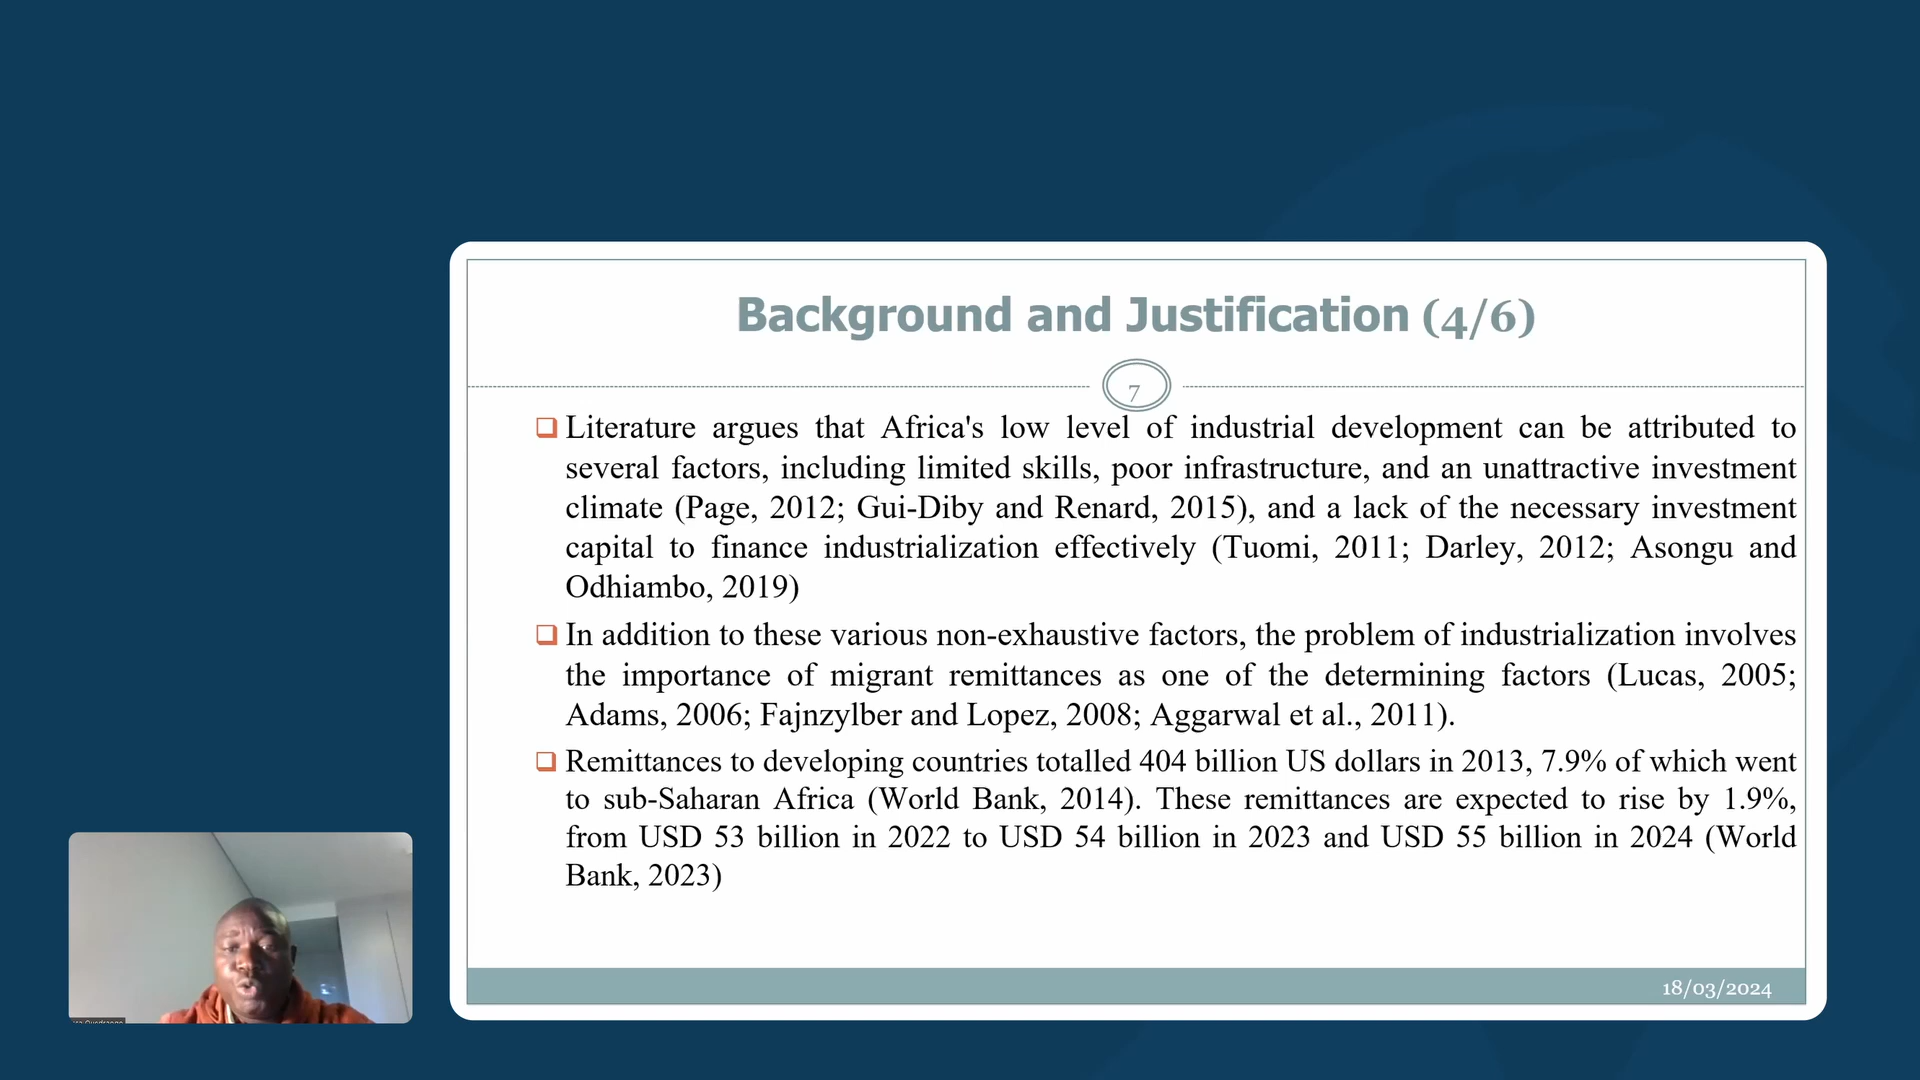 Background and Justification (4/6)
7
Literature argues that Africa's low level of industrial development can be attributed to
several factors, including limited skills, poor infrastructure, and an unattractive investment
climate (Page, 2012; Gui-Diby and Renard, 2015), and a lack of the necessary investment
capital to finance industrialization effectively (Tuomi, 2011; Darley, 2012; Asongu and
Odhiambo, 2019)
In addition to these various non-exhaustive factors, the problem of industrialization involves
the importance of migrant remittances as one of the determining factors (Lucas, 2005;
Adams, 2006; Fajnzylber and Lopez, 2008; Aggarwal et al., 2011).
Remittances to developing countries totalled 404 billion US dollars in 2013, 7.9% of which went
to sub-Saharan Africa (World Bank, 2014). These remittances are expected to rise by 1.9%,
from USD 53 billion in 2022 to USD 54 billion in 2023 and USD 55 billion in 2024 (World
Bank, 2023)
18/03/2024